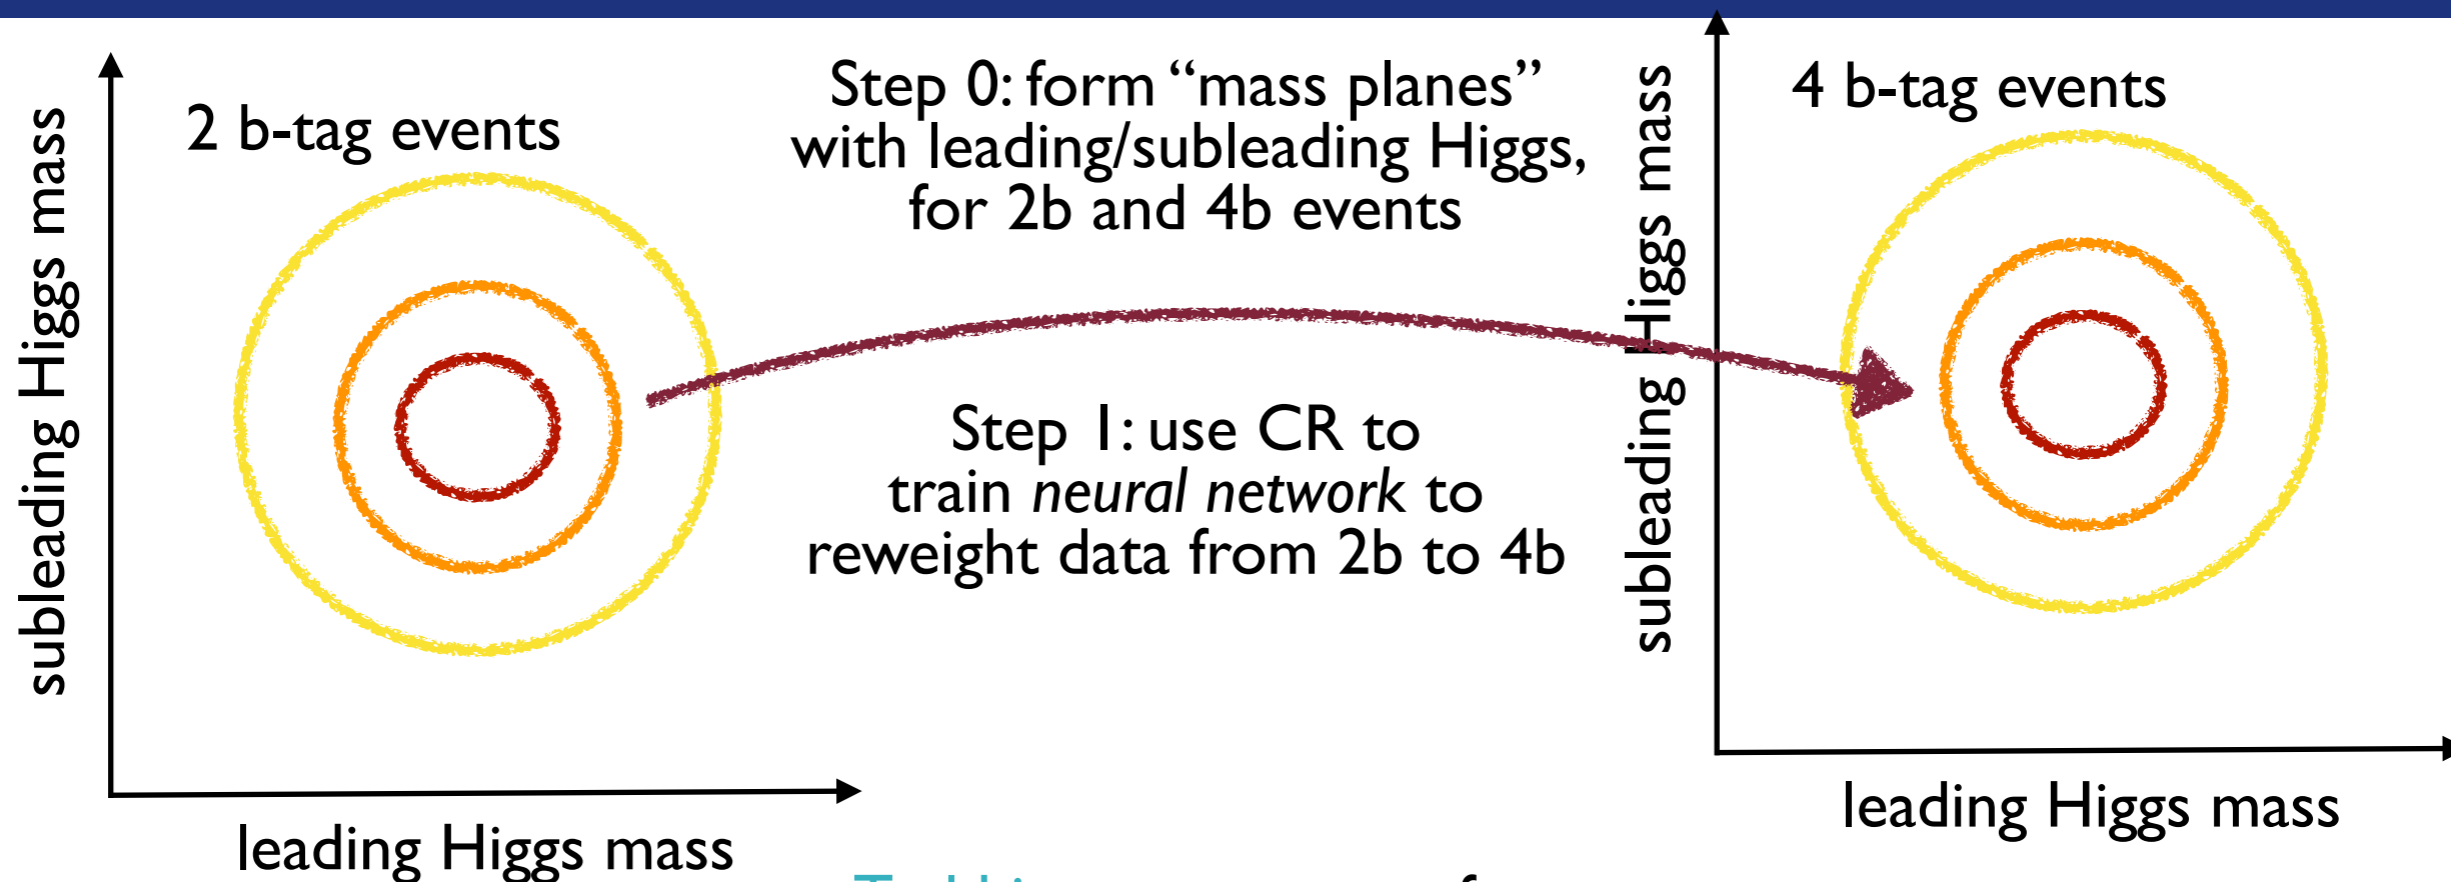 2 b-tag events
subleading Higgs mass
leading Higgs mass
Step 0: form “mass planes”
with leading/subleading Higgs,
for 2b and 4b events
Step 1: use CR to
train neural network to
reweight data from 2b to 4b
4 b-tag events
subleading Higgs mass
leading Higgs mass